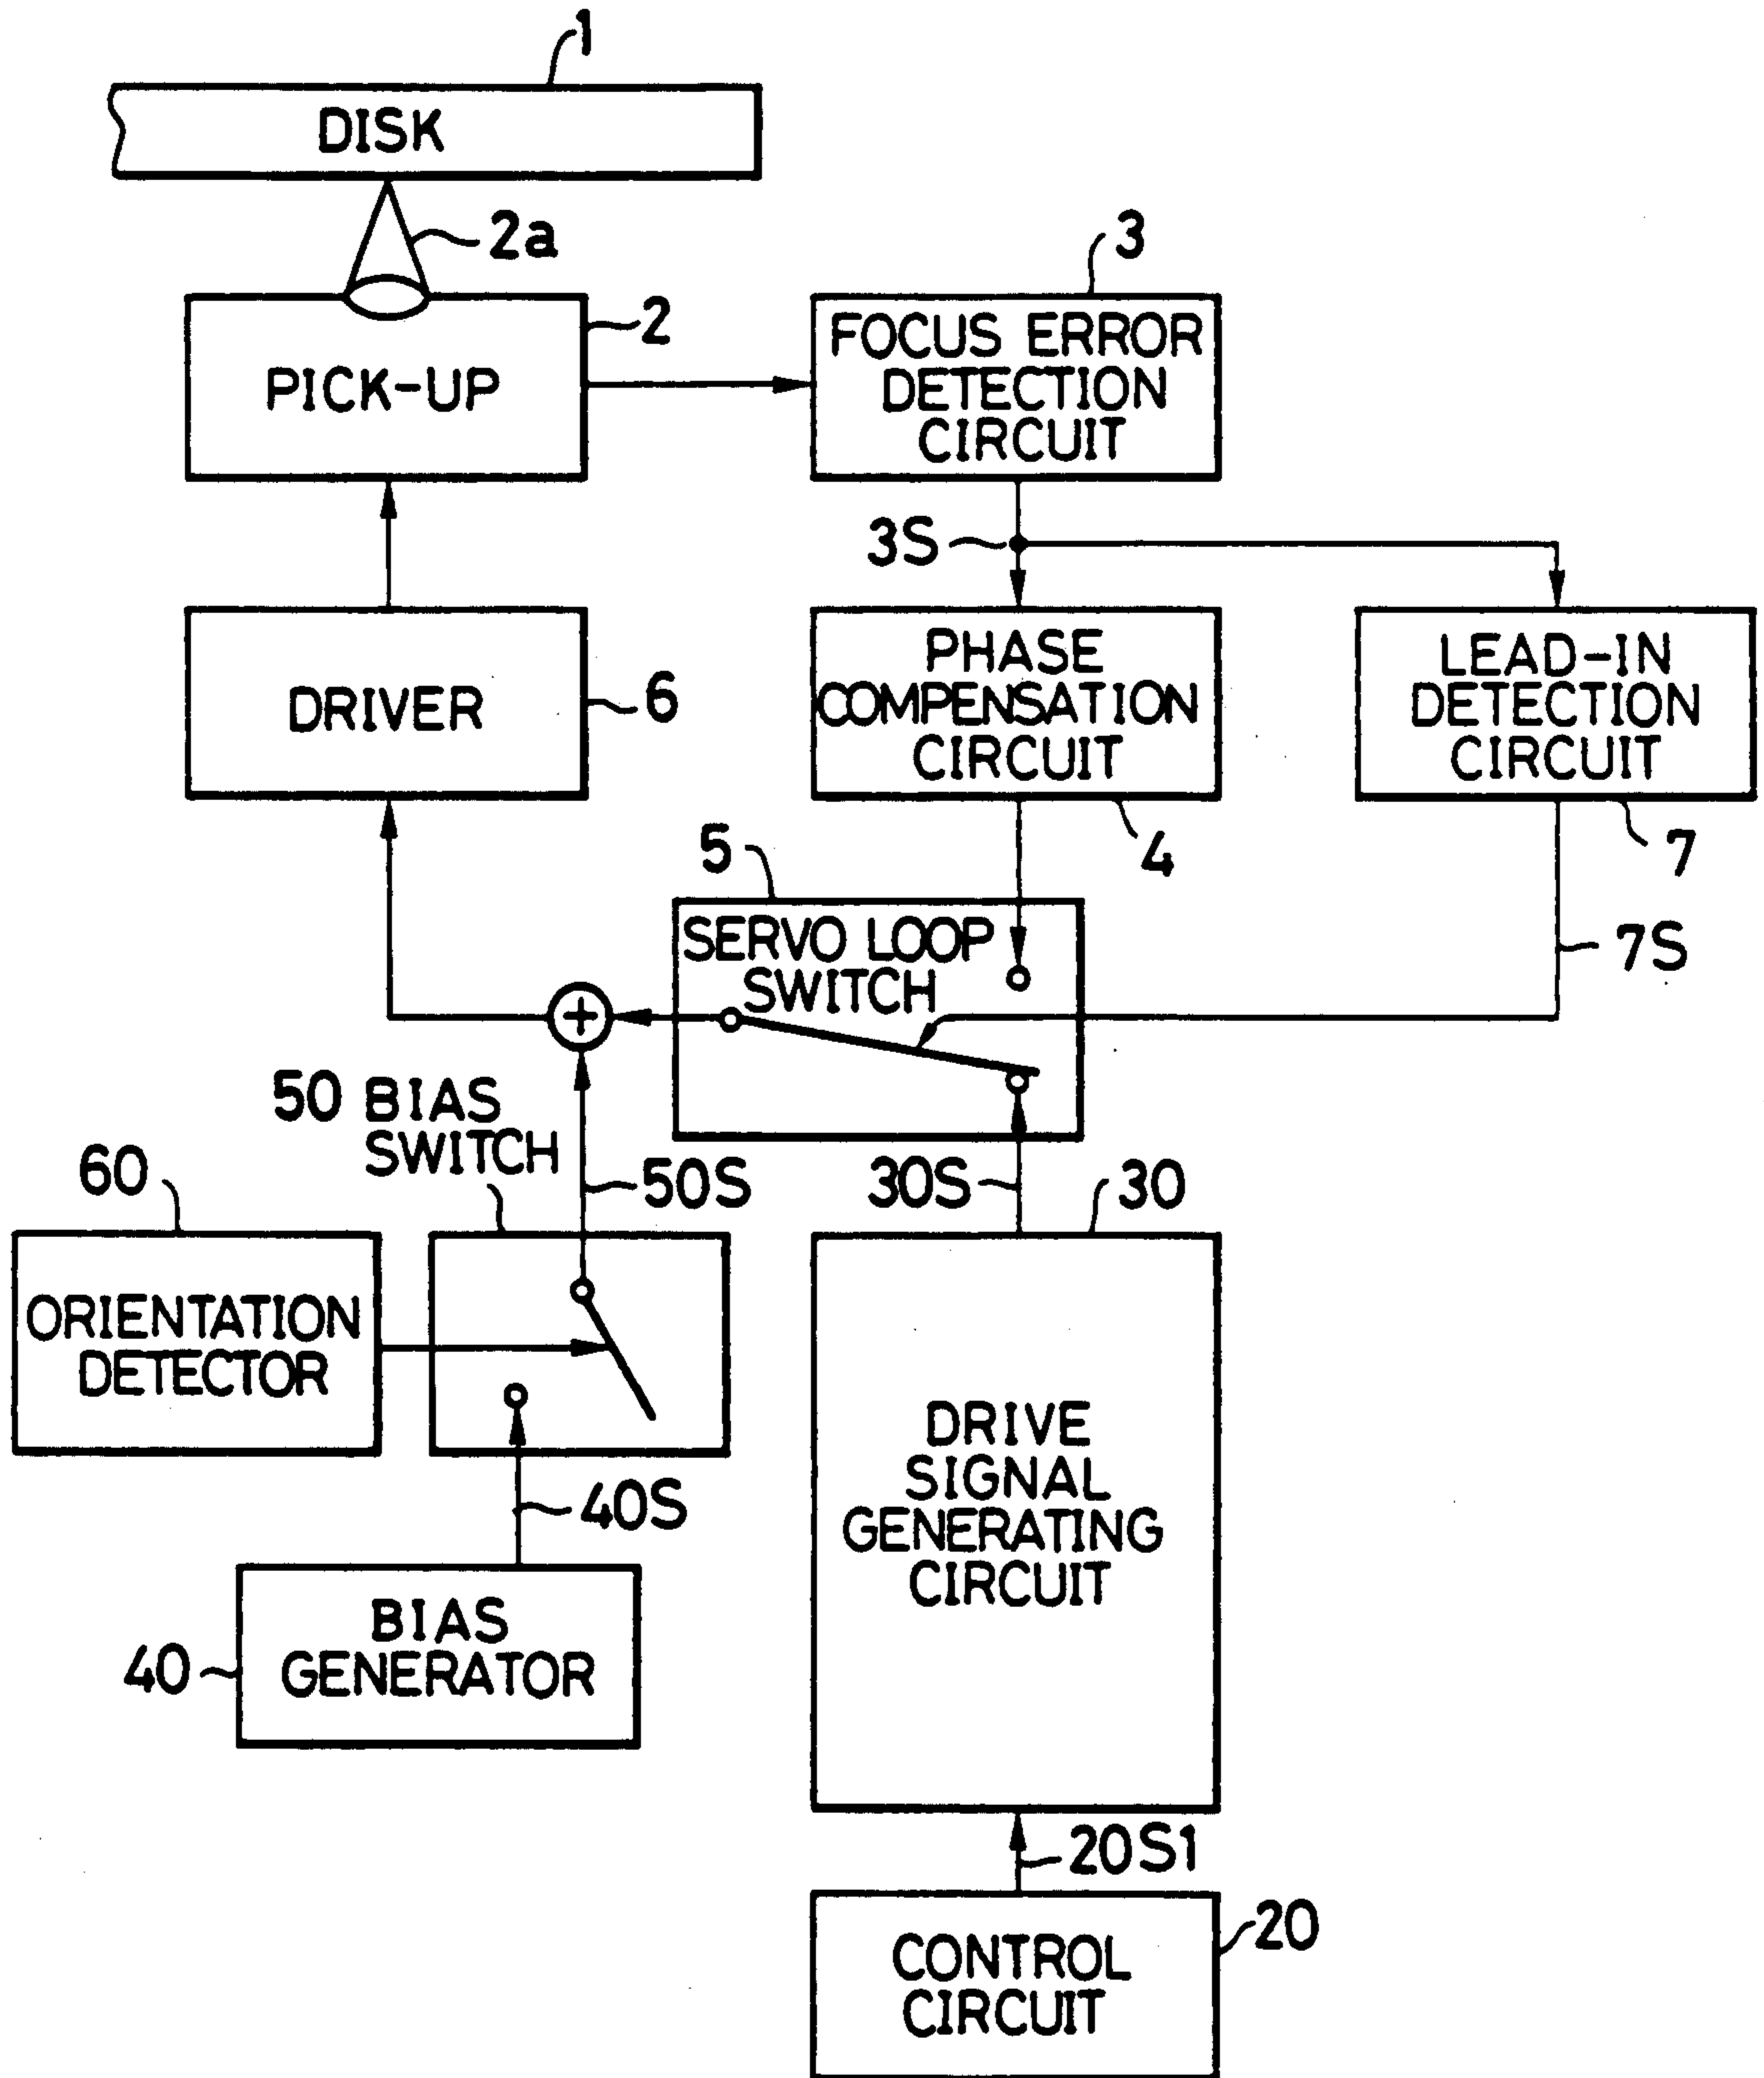 1
DISK
2a
3
2
FOCUS ERROR
DETECTION
CIRCUIT
PICK-UP
3S
PHASE
COMPENSATION
CIRCUIT
LEAD-IN
DETECTION
CIRCUIT
DRIVER
6
5
4
7
SERVO LOOP
SWITCH
7S
+
50 BIAS
SWITCH
60
50S
30S
30
ORIENTATION
DETECTOR
DRIVE
SIGNAL
GENERATING
CIRCUIT
40S
BIAS
GENERATOR
40
20S1
20
CONTROL
CIRCUIT